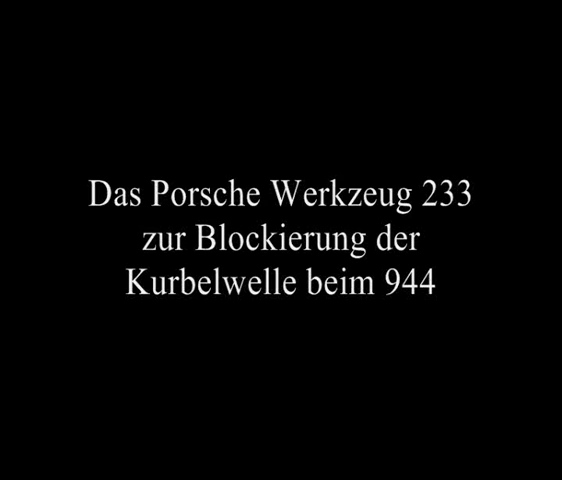 Das Porsche Werkzeug 233
zur Blockierung der
Kurbelwelle beim 944